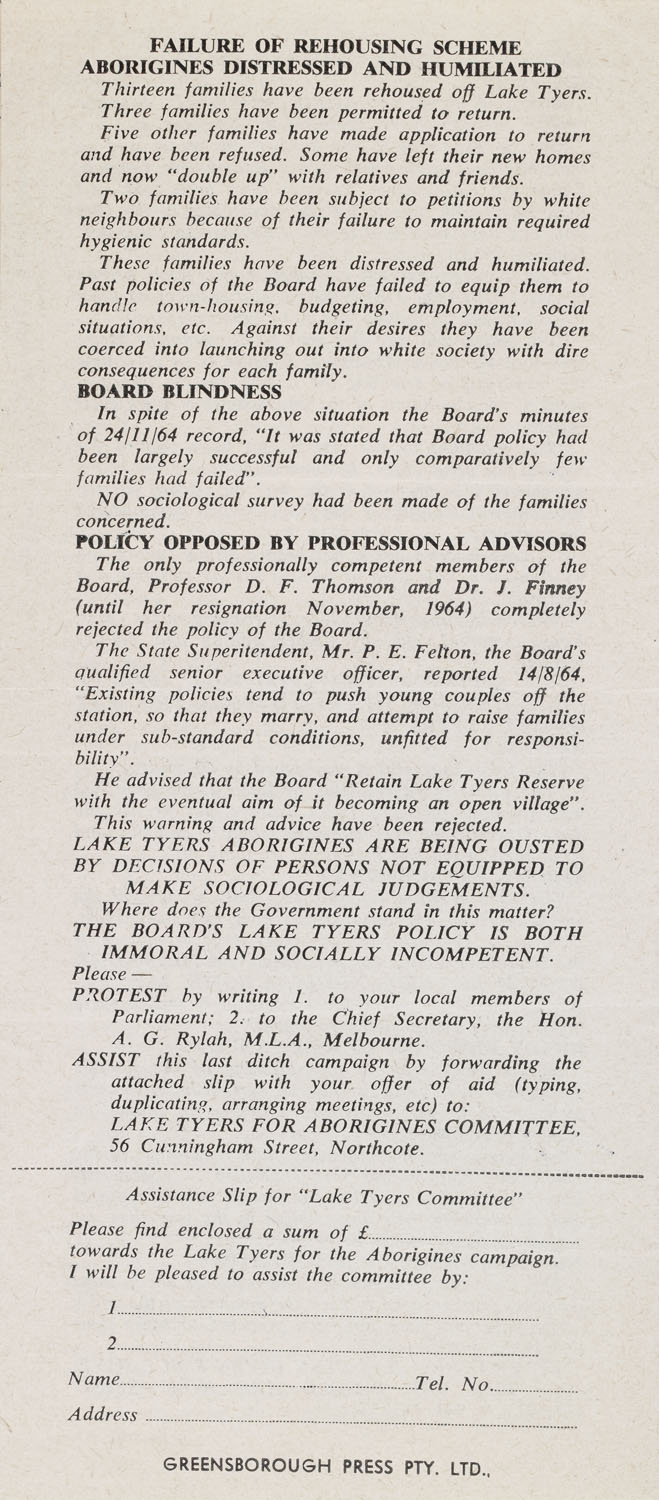 FAILURE OF REHOUSING SCHEME
ABORIGINES DISTRESSED AND HUMILIATED
Thirteen families have been rehoused off Lake Tyers.
Three families have been permitted to return.
Five other families have made application to return
and have been refused. Some have left their new homes
and now "double up" with relatives and friends.
Two families have been subject to petitions by white
neighbours because of their failure to maintain required
hygienic standards.
These families have been distressed and humiliated.
Past policies of the Board have failed to equip them to
handle town-housing, budgeting, employment, social
situations, etc. Against their desires they have been
coerced into launching out into white society with dire
consequences for each family.
BOARD BLINDNESS
In spite of the above situation the Board's minutes
of 24/11/64 record, "It was stated that Board policy had
been largely successful and only comparatively few
families had failed".
NO sociological survey had been made of the families
concerned.
POLICY OPPOSED BY PROFESSIONAL ADVISORS
The only professionally competent members of the
Board, Professor D. F. Thomson and Dr. J. Finney
(until her resignation November, 1964) completely
rejected the policy of the Board.
The State Superitendent, Mr. P. E. Felton, the Board's
qualified senior executive officer, reported 14/8/64,
"Existing policies tend to push young couples off the
station, so that they marry, and attempt to raise families
under sub-standard conditions, unfitted for responsi-
bility".
He advised that the Board "Retain Lake Tyers Reserve
with the eventual aim of it becoming an open village".
This warning and advice have been rejected.
LAKE TYERS ABORIGINES ARE BEING OUSTED
BY DECISIONS OF PERSONS NOT EQUIPPED TO
MAKE SOCIOLOGICAL JUDGEMENTS.
Where does the Government stand in this matter?
THE BOARD'S LAKE TYERS POLICY IS BOTH
IMMORAL AND SOCIALLY INCOMPETENT.
Please —
PROTEST by writing 1. to your local members of
Parliament; 2. to the Chief Secretary, the Hon.
A. G. Rylah, M.L.A., Melbourne.
ASSIST this last ditch campaign by forwarding the
attached slip with your offer of aid (typing,
duplicating, arranging meetings, etc) to:
LAKE TYERS FOR ABORIGINES COMMITTEE,
56 Cunningham Street, Northcote.
Assistance Slip for "Lake Tyers Committee"
Please find enclosed a sum of £
towards the Lake Tyers for the Aborigines campaign.
I will be pleased to assist the committee by:
1
2
Name Tel. No.
Address
GREENSBOROUGH PRESS PTY. LTD.,